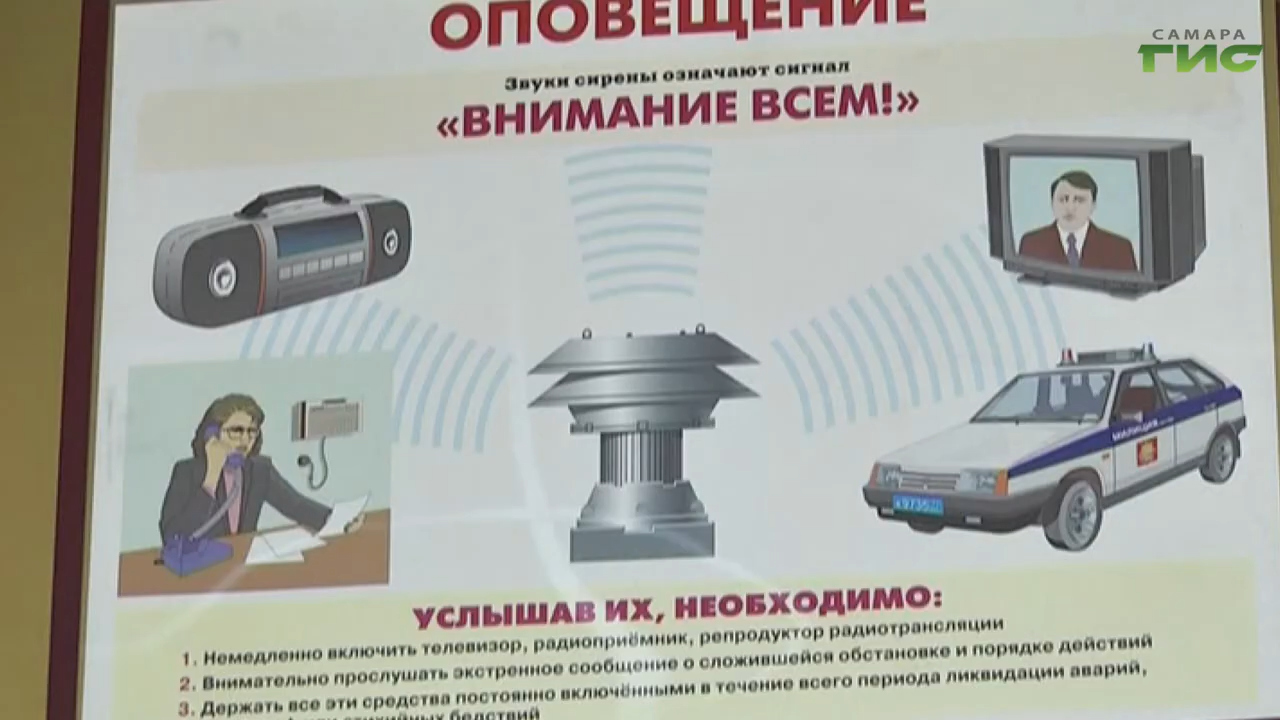 САМАРА
ГИС
ОПОВЕЩЕНИЕ
Звуки сирены означают сигнал
«ВНИМАНИЕ ВСЕМ!»
МИЛИЦИЯ
УСЛЫШАВ ИХ, НЕОБХОДИМО:
1. Немедленно включить телевизор, радиоприёмник, репродуктор радиотрансляции
2. Внимательно прослушать экстренное сообщение о сложившейся обстановке и порядке действий
3. Держать все эти средства постоянно включёнными в течение всего периода ликвидации аварий,
стихийных бедствий